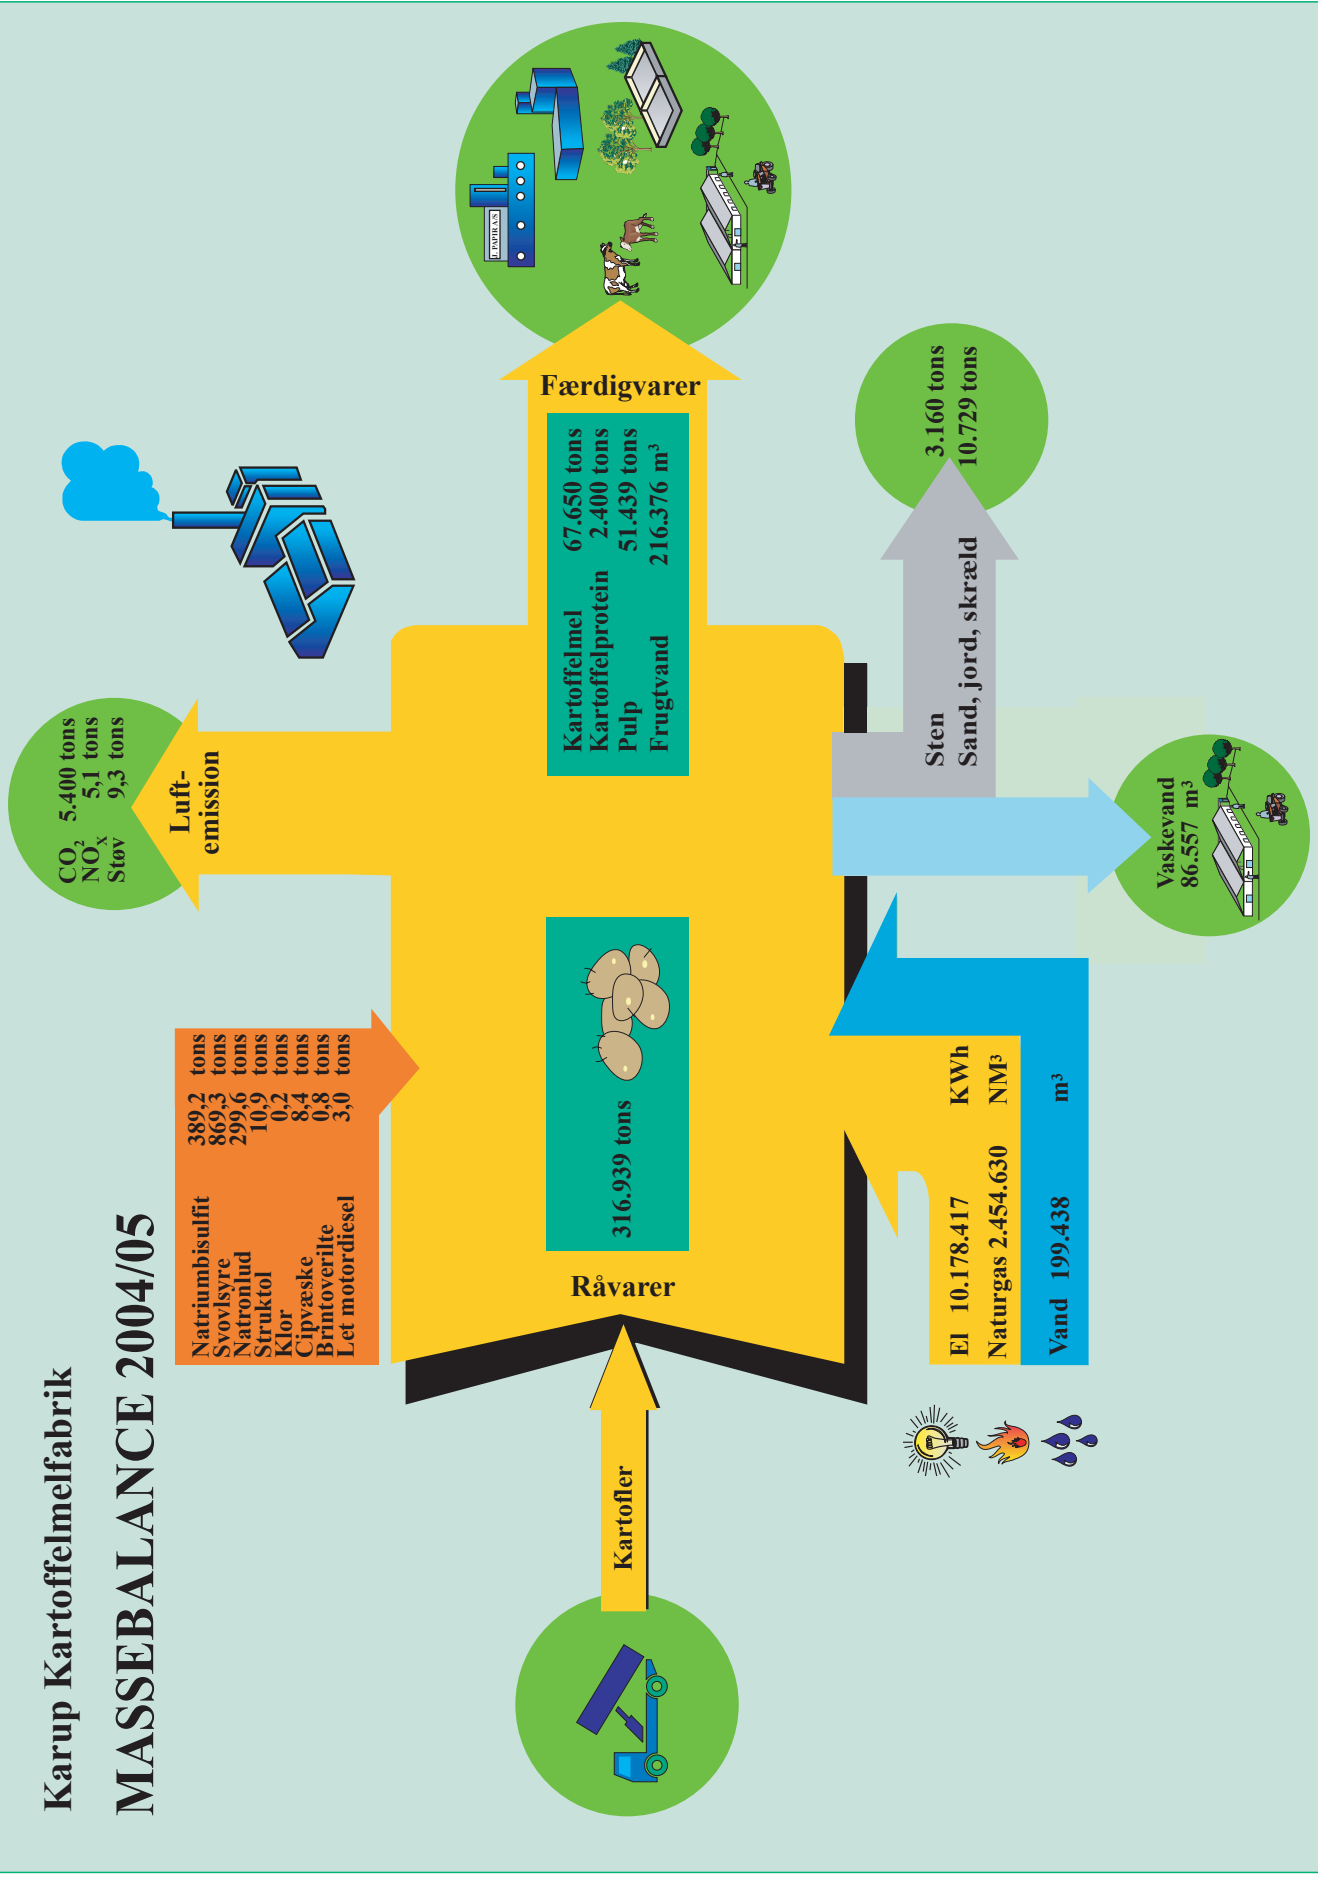 Karup Kartoffelmelfabrik
MASSEBALANCE 2004/05
Natriumbisulfit 389,2 tons
Svovlsyre 869,3 tons
Natronlud 299,6 tons
Struktol 10,9 tons
Klor 0,2 tons
Cipvæske 8,4 tons
Brintoverilte 0,8 tons
Let motordiesel 3,0 tons
CO2 5.400 tons
NOX 5,1 tons
Støv 9,3 tons
Luft-
emission
Kartofler
Råvarer
316.939 tons
Færdigvarer
Kartoffelmel 67.650 tons
Kartoffelprotein 2.400 tons
Pulp 51.439 tons
Frugtvand 216.376 m³
J. PAPIR A/S
El 10.178.417 KWh
Naturgas 2.454.630 NM³
Vand 199.438 m³
Vaskevand
86.557 m³
Sten 3.160 tons
Sand, jord, skræld 10.729 tons